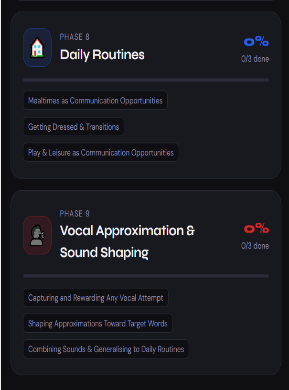 PHASE 8
Daily Routines
0%
0/3 done
Mealtimes as Communication Opportunities
Getting Dressed & Transitions
Play & Leisure as Communication Opportunities
PHASE 9
Vocal Approximation &
Sound Shaping
0%
0/3 done
Capturing and Rewarding Any Vocal Attempt
Shaping Approximations Toward Target Words
Combining Sounds & Generalising to Daily Routines